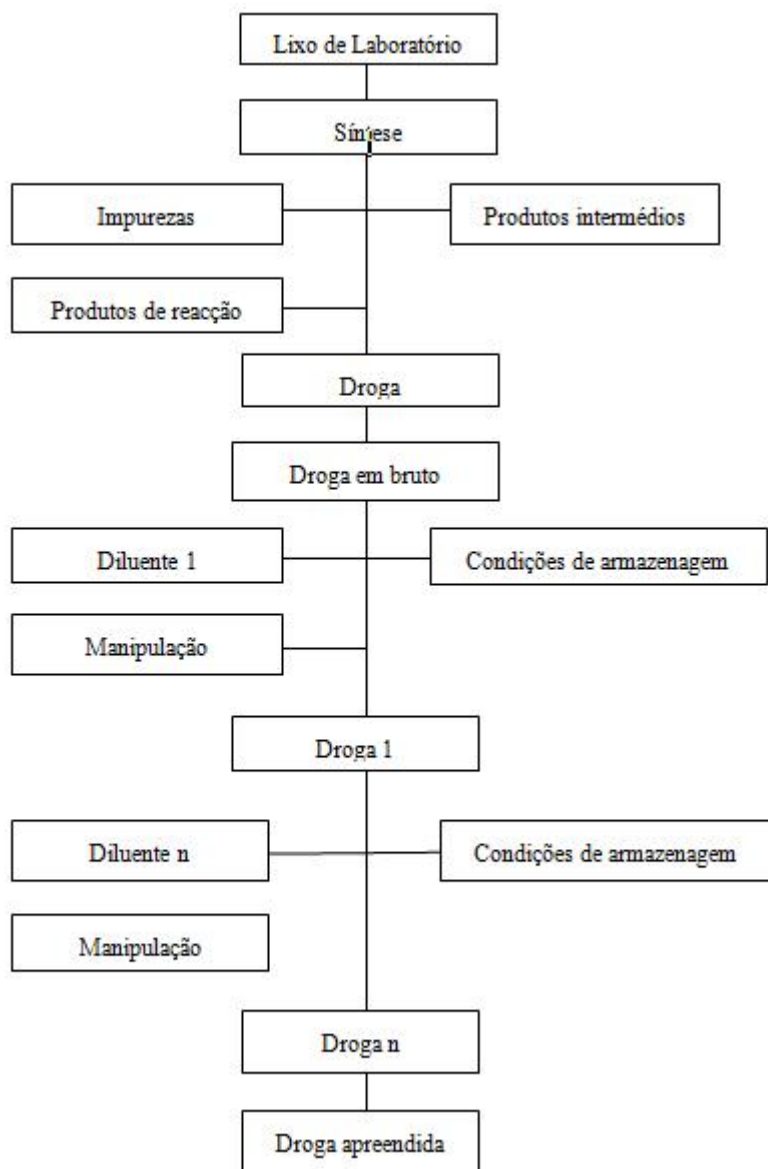 Lixo de Laboratório
Síntese
Impurezas
Produtos intermédios
Produtos de reacção
Droga
Droga em bruto
Diluente 1
Condições de armazenagem
Manipulação
Droga 1
Diluente n
Condições de armazenagem
Manipulação
Droga n
Droga apreendida